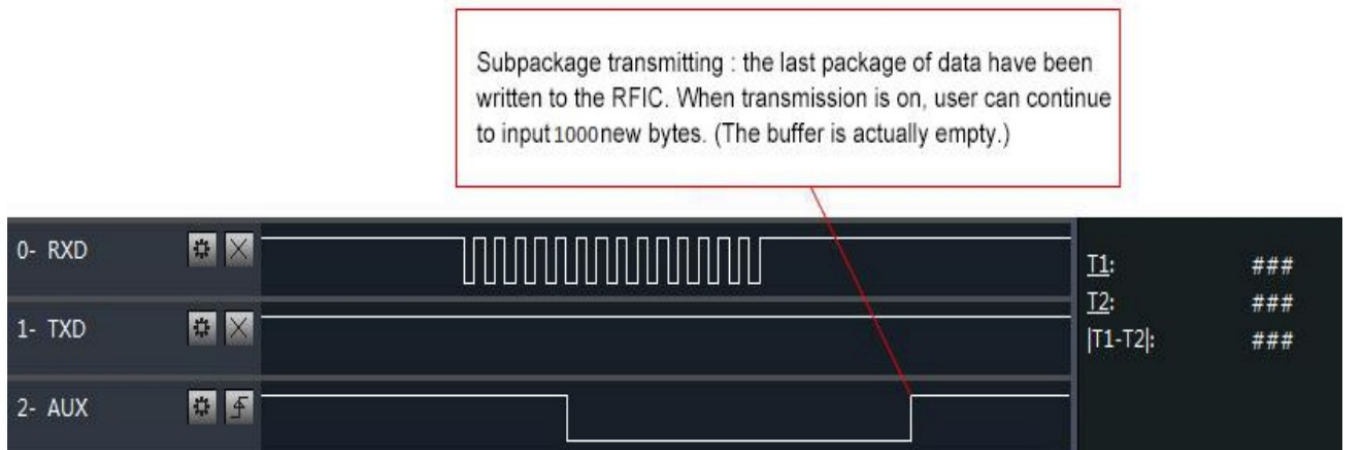 Subpackage transmitting : the last package of data have been
written to the RFIC. When transmission is on, user can continue
to input 1000 new bytes. (The buffer is actually empty.)
0- RXD
T1: ###
T2: ###
1- TXD
|T1-T2|: ###
2- AUX